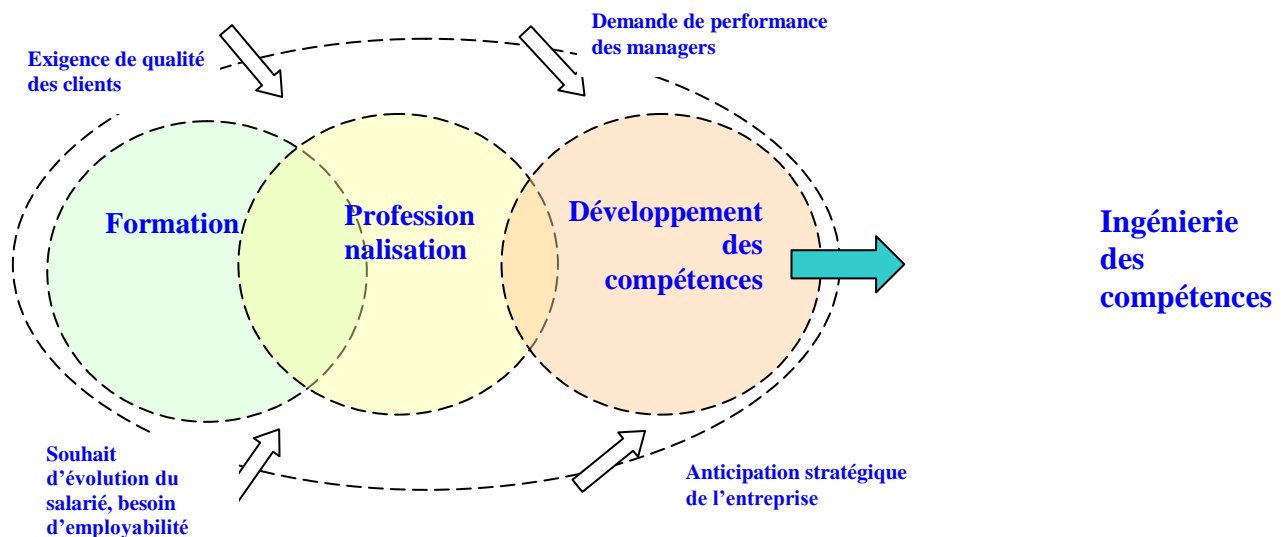 Exigence de qualité
des clients
Demande de performance
des managers
Formation
Profession
nalisation
Développement
des
compétences
Ingénierie
des
compétences
Souhait
d’évolution du
salarié, besoin
d’employabilité
Anticipation stratégique
de l’entreprise